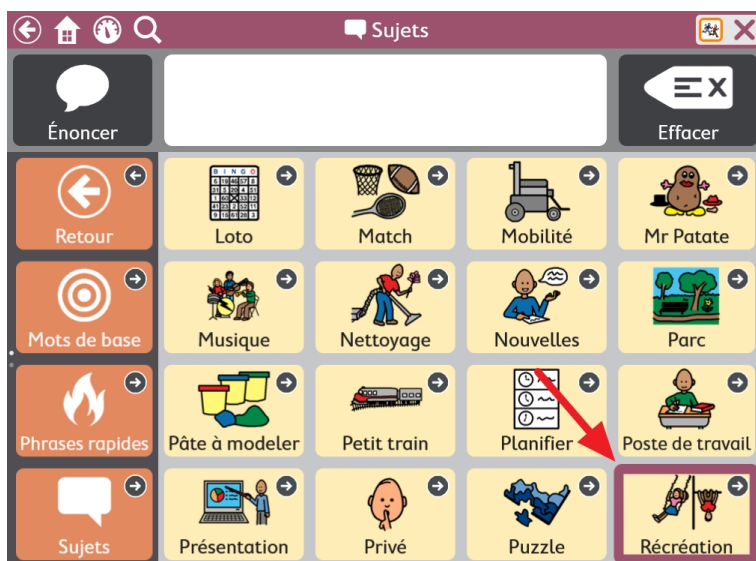 Sujets
Énoncer
Effacer
Retour
Loto
Match
Mobilité
Mr Patate
Mots de base
Musique
Nettoyage
Nouvelles
Parc
Phrases rapides
Pâte à modeler
Petit train
Planifier
Poste de travail
Sujets
Présentation
Privé
Puzzle
Récréation